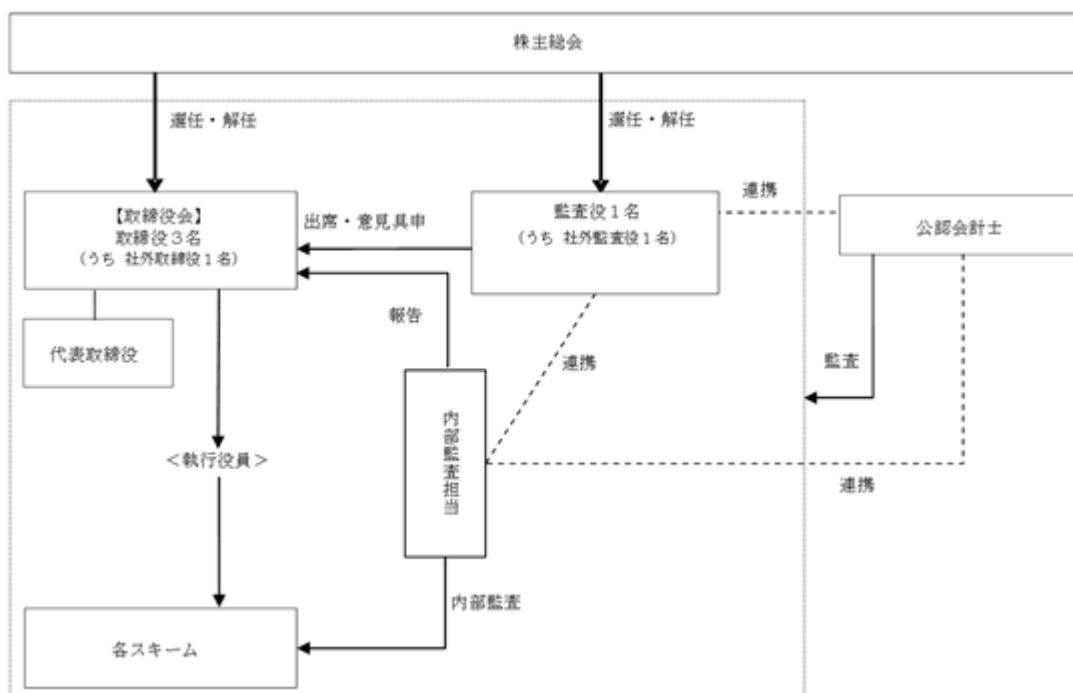 株主総会
選任・解任
選任・解任
【取締役会】
取締役３名
（うち 社外取締役１名）
出席・意見具申
監査役１名
（うち 社外監査役１名）
連携
公認会計士
代表取締役
報告
連携
監査
内部監査担当
＜執行役員＞
連携
内部監査
各スキーム